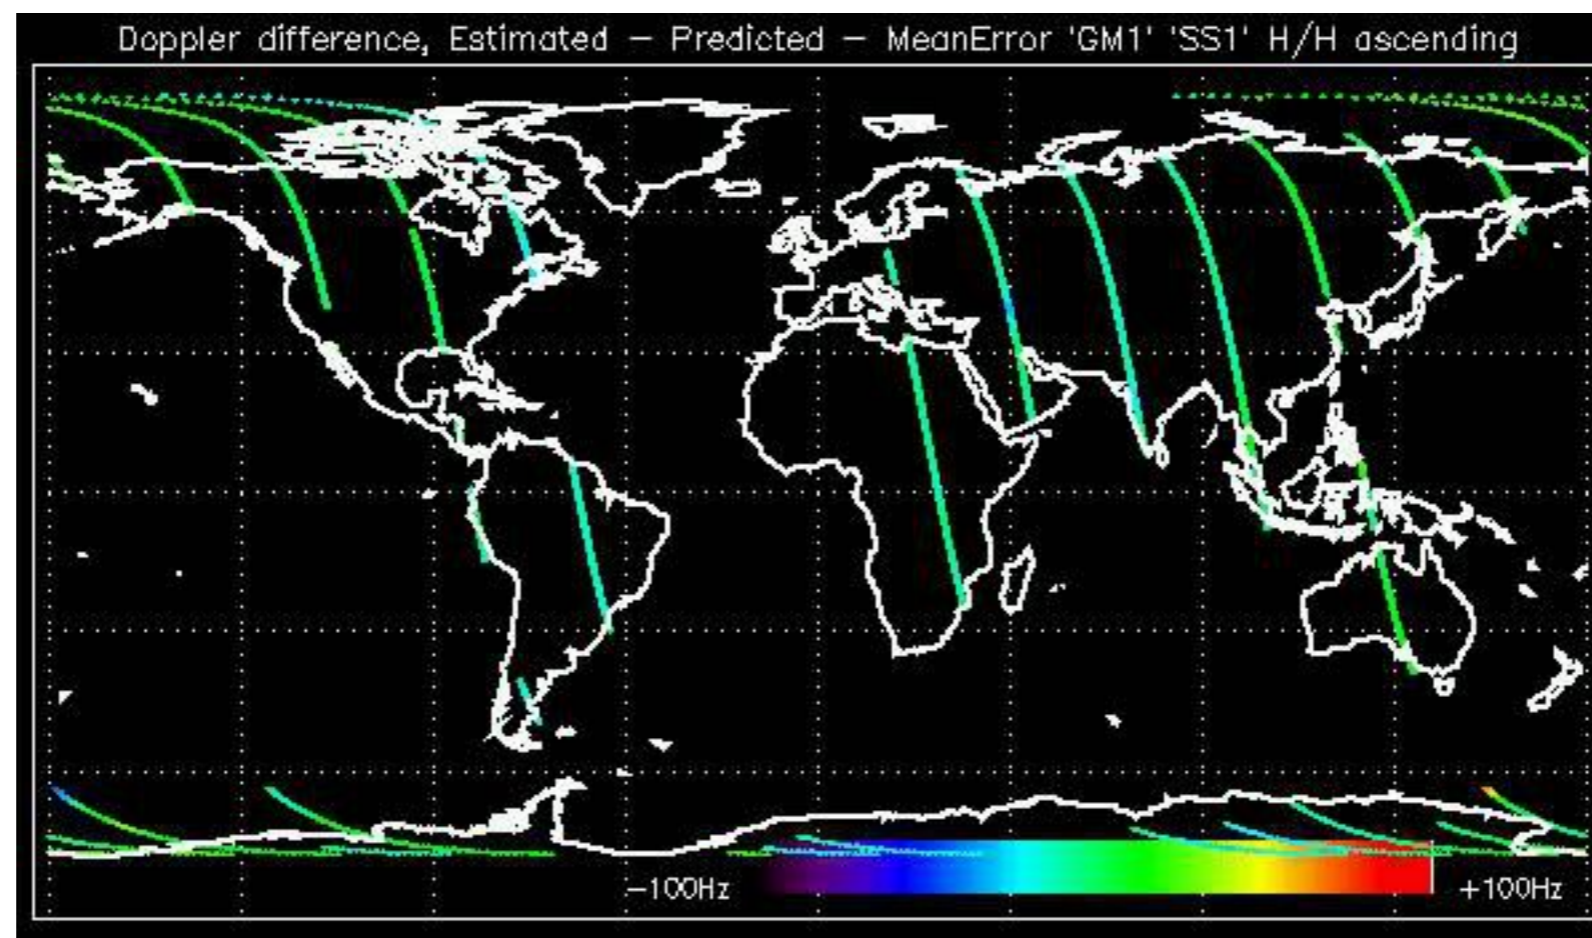 Doppler difference, Estimated – Predicted – MeanError 'GM1' 'SS1' H/H ascending
−100Hz
+100Hz